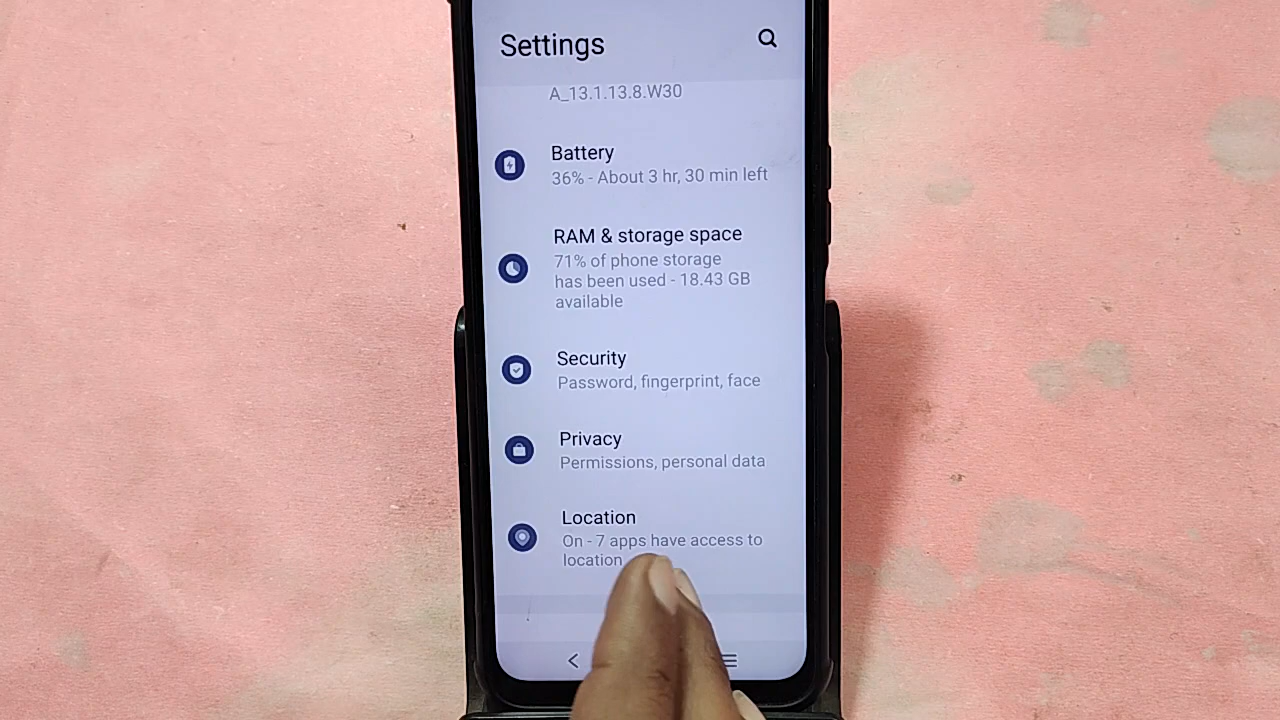 Settings
A_13.1.13.8.W30
Battery
36% - About 3 hr, 30 min left
RAM & storage space
71% of phone storage
has been used - 18.43 GB
available
Security
Password, fingerprint, face
Privacy
Permissions, personal data
Location
On - 7 apps have access to
location